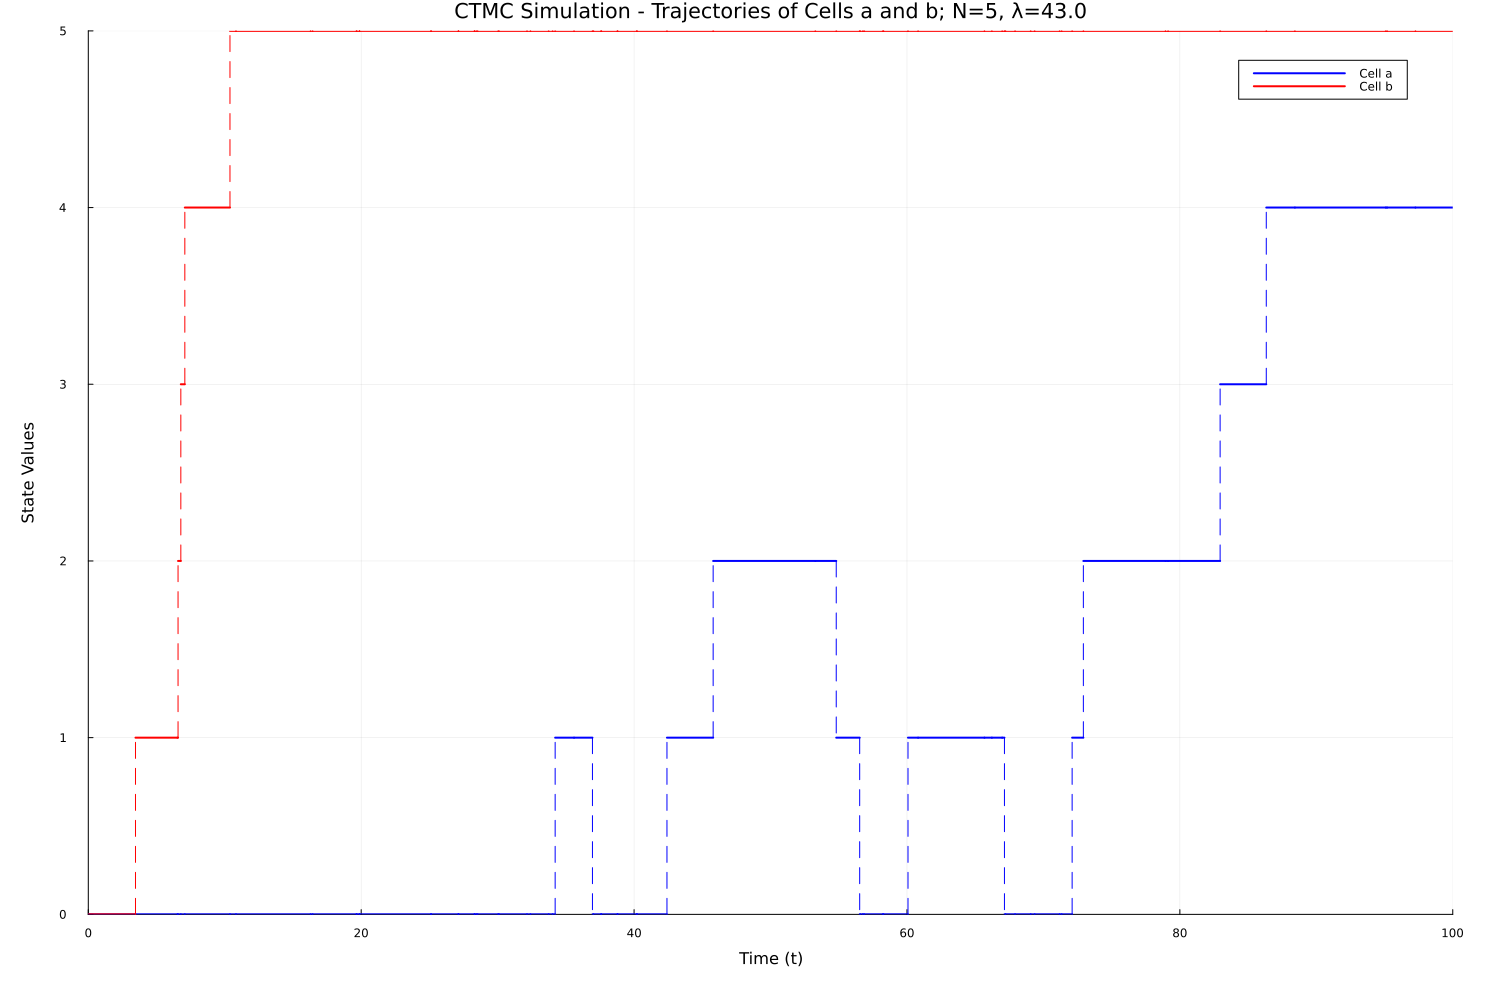 CTMC Simulation - Trajectories of Cells a and b; N=5, λ=43.0
5
Cell a
Cell b
4
3
State Values
2
1
0
0 20 40 60 80 100
Time (t)